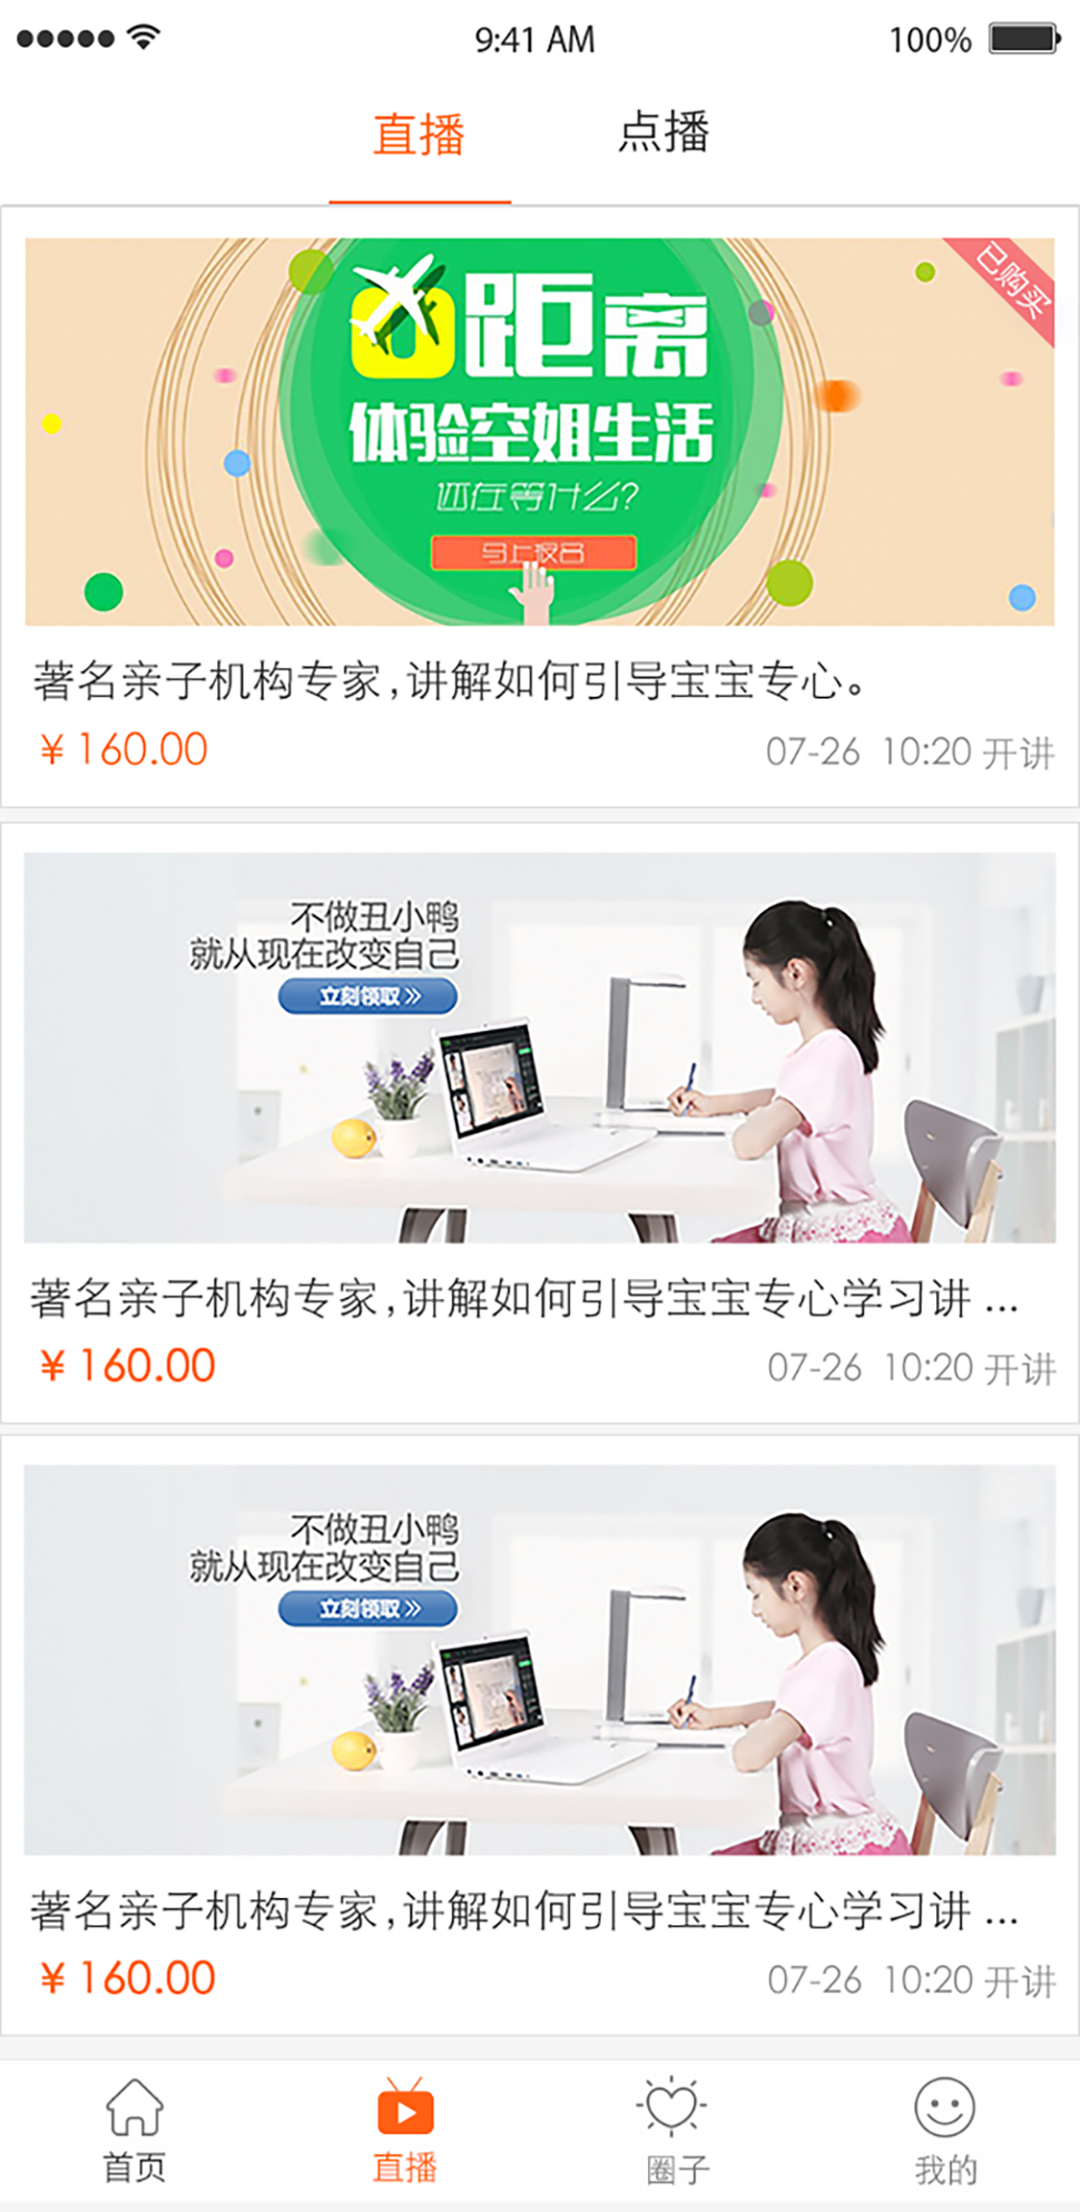 9:41 AM
100%
直播
点播
已购买
0距离
体验空姐生活
还在等什么?
马上报名
著名亲子机构专家,讲解如何引导宝宝专心。
¥ 160.00
07-26 10:20 开讲
不做丑小鸭
就从现在改变自己
立刻领取 »
著名亲子机构专家,讲解如何引导宝宝专心学习讲 ...
¥ 160.00
07-26 10:20 开讲
不做丑小鸭
就从现在改变自己
立刻领取 »
著名亲子机构专家,讲解如何引导宝宝专心学习讲 ...
¥ 160.00
07-26 10:20 开讲
首页
直播
圈子
我的